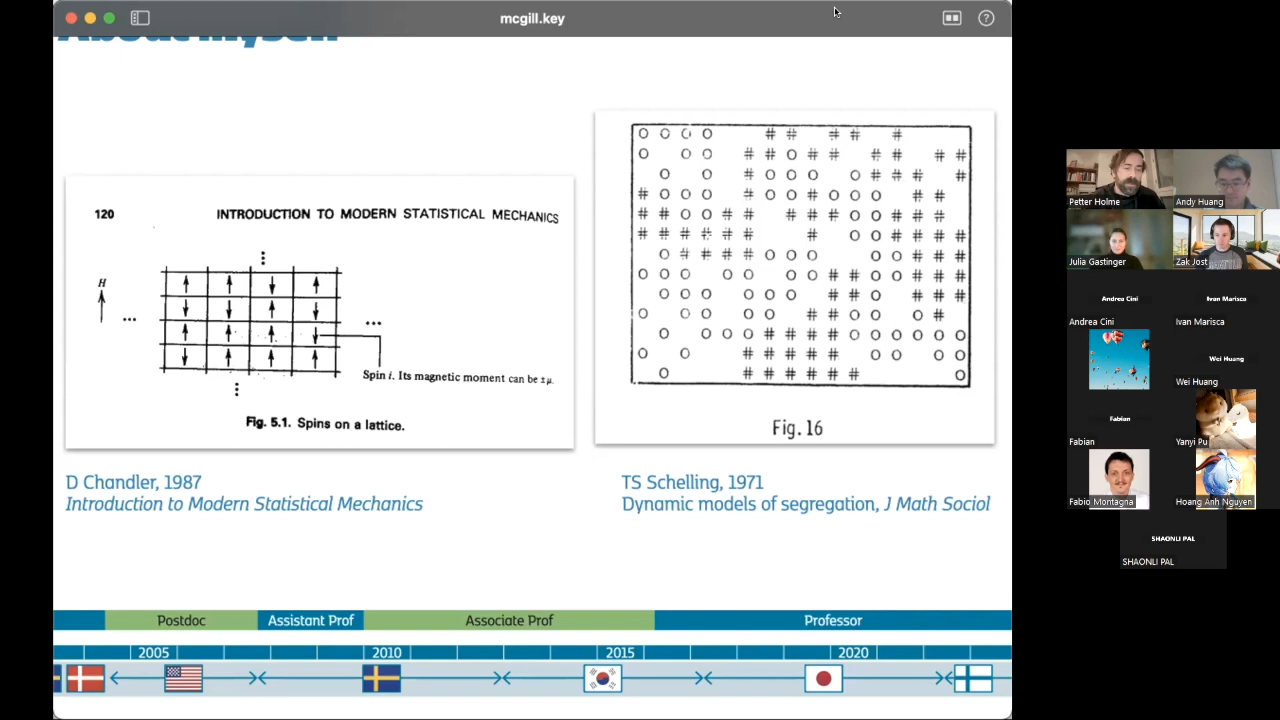 mcgill.key
About myself
120 INTRODUCTION TO MODERN STATISTICAL MECHANICS
H
Spin i. Its magnetic moment can be ±μ.
Fig. 5.1. Spins on a lattice.
D Chandler, 1987
Introduction to Modern Statistical Mechanics
O O O O # # # # #
O O O # # O # # # # # #
O O # O O # O # # # #
# O O O # O O # O O O # #
# # O O # # # # # O O # # #
# # # # # # # O O # # # #
O # # # # O O O O O # # #
O O O O O O O O O # # O # # #
O O O O O O # # O # # #
O O O O O # # O O #
O O O O # # # # O O O O O O
O O # # # # # O O O O
O # # # # # # O
Fig. 16
TS Schelling, 1971
Dynamic models of segregation, J Math Sociol
Postdoc Assistant Prof Associate Prof Professor
2005 2010 2015 2020
Petter Holme
Andy Huang
Julia Gastinger
Zak Jost
Andrea Cini
Andrea Cini
Ivan Marisca
Ivan Marisca
Wei Huang
Wei Huang
Fabian
Fabian
Yanyi Pu
Fabio Montagna
Hoang Anh Nguyen
SHAONLI PAL
SHAONLI PAL